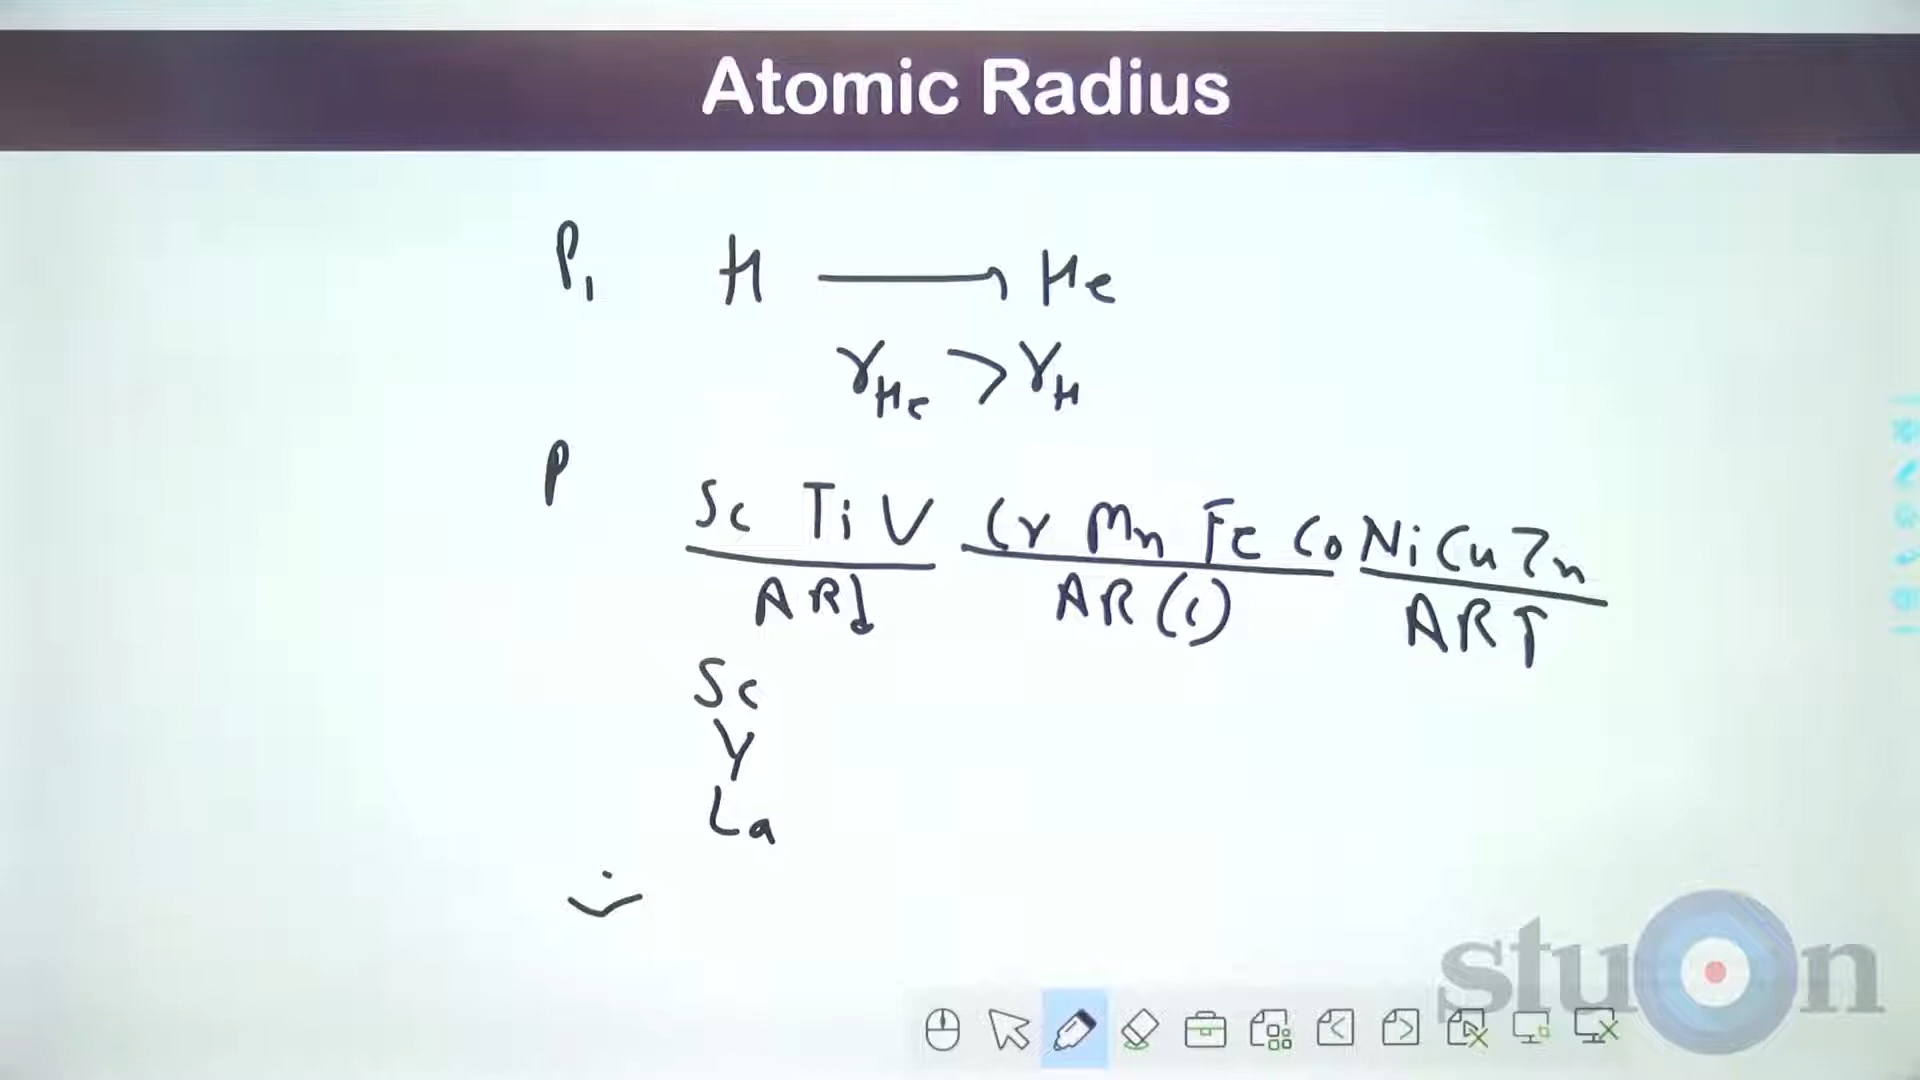 Atomic Radius
P₁ H → He
r_He > r_H
P
Sc Ti V Cr Mn Fe Co Ni Cu Zn
AR↓ AR (c) AR↑
Sc
Y
La
stuon